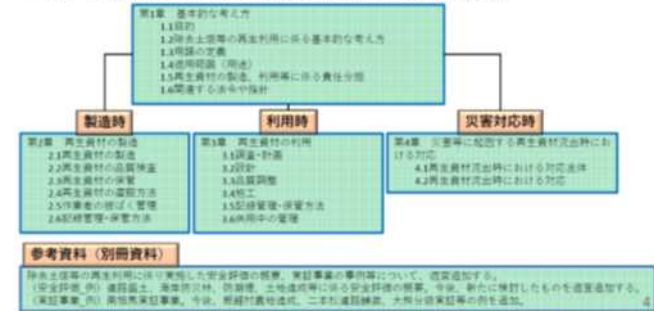 第1章 基本的な考え方
1.1目的
1.2除去土壌等の再生利用に係る基本的な考え方
1.3用語の定義
1.4適用範囲（用途）
1.5再生資材の製造、利用等に係る責任分担
1.6関連する法令や指針
製造時
利用時
災害対応時
第2章 再生資材の製造
2.1再生資材の製造
2.2再生資材の品質検査
2.3再生資材の保管
2.4再生資材の運搬方法
2.5作業者の被ばく管理
2.6記録管理・保管方法
第3章 再生資材の利用
3.1調査・計画
3.2設計
3.3品質調整
3.4施工
3.5記録管理・保管方法
3.6供用中の管理
第4章 災害等に起因する再生資材流出時にお
ける対応
4.1再生資材流出時における対応主体
4.2再生資材流出時における対応
参考資料（別冊資料）
除去土壌等の再生利用に係り実施した安全評価の概要、実証事業の事例等について、適宜追加する。
（安全評価_例）道路盛土、海岸防災林、防潮堤、土地造成等に係る安全評価の概要。今後、新たに検討したものを適宜追加する。
（実証事業_例）南相馬実証事業。今後、飯舘村農地造成、二本松道路舗装、大熊分級実証等の例を追加。
4